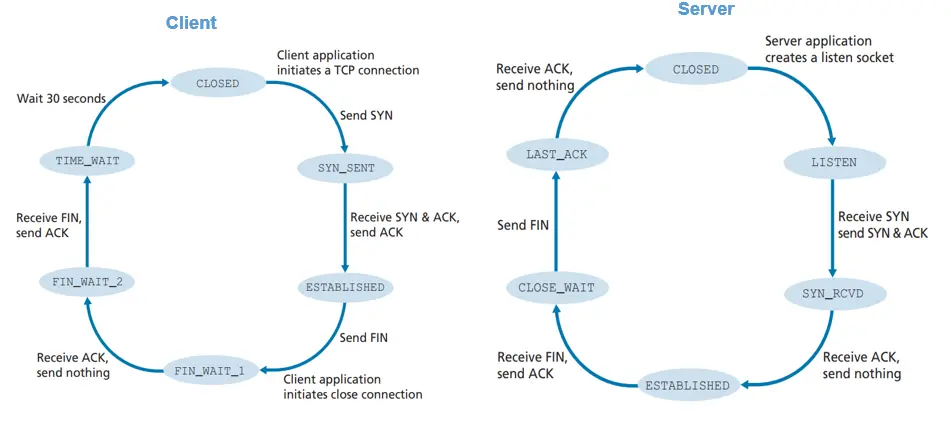 Client
Client application
initiates a TCP connection
CLOSED
Wait 30 seconds
Send SYN
TIME_WAIT
SYN_SENT
Receive FIN,
send ACK
Receive SYN & ACK,
send ACK
FIN_WAIT_2
ESTABLISHED
Send FIN
Receive ACK,
send nothing
FIN_WAIT_1
Client application
initiates close connection
Server
Server application
creates a listen socket
CLOSED
Receive ACK,
send nothing
LAST_ACK
LISTEN
Send FIN
Receive SYN
send SYN & ACK
CLOSE_WAIT
SYN_RCVD
Receive FIN,
send ACK
Receive ACK,
send nothing
ESTABLISHED